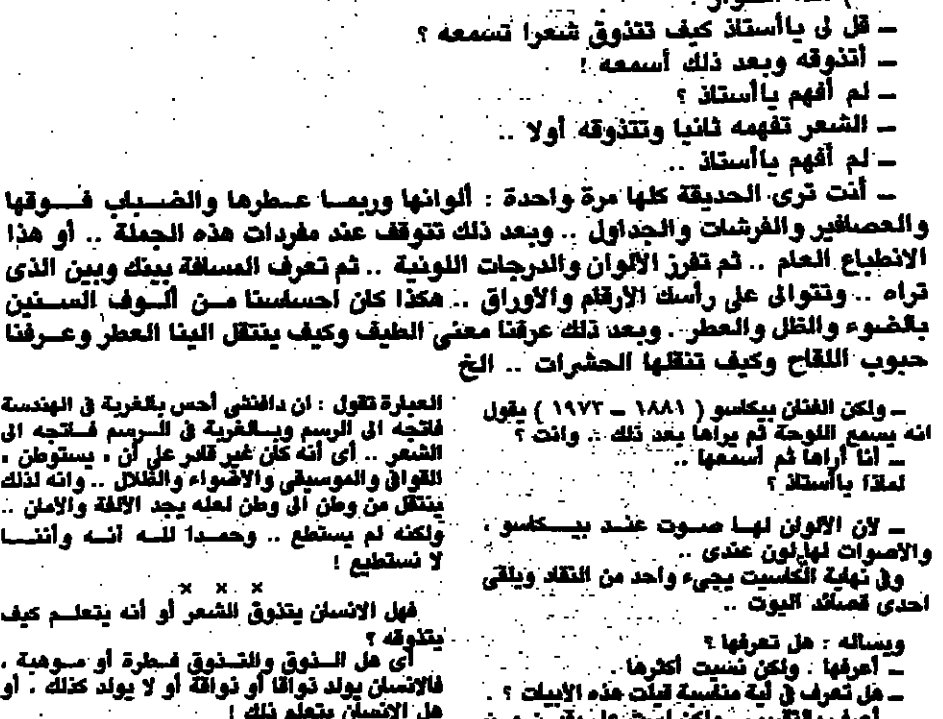 ـ قل لى ياأستاذ كيف تتذوق شعرا تسمعه ؟
ـ أتذوقه وبعد ذلك أسمعه !
ـ لم أفهم ياأستاذ ؟
ـ الشعر تفهمه ثانيا وتتذوقه أولا ..
ـ لم أفهم ياأستاذ ..
ـ أنت ترى الحديقة كلها مرة واحدة : ألوانها وربما عطرها والضباب فوقها
والعصافير والفرشات والجداول .. وبعد ذلك تتوقف عند مفردات هذه الجملة .. أو هذا
الانطباع العام .. ثم تفرز الألوان والدرجات اللونية .. ثم تعرف المسافة بينك وبين الذى
تراه .. وتتوالى على رأسك الأرقام والأوراق .. هكذا كان احساسنا من ألوف السنين
بالضوء والظل والعطر . وبعد ذلك عرفنا معنى الطيف وكيف ينتقل الينا العطر وعرفنا
حبوب اللقاح وكيف تنقلها الحشرات .. الخ
ـ ولكن الفنان بيكاسو ( ١٨٨١ ـ ١٩٧٣ ) يقول
انه يسمع اللوحة ثم يراها بعد ذلك .. وانت ؟
ـ أنا أراها ثم أسمعها ..
لماذا ياأستاذ ؟
ـ لان الألوان لها صوت عند بيكاسو ،
والاصوات لها لون عندى ..
وفى نهاية الكاسيت يجىء واحد من النقاد ويلقى
احدى قصائد اليوت ..
ويساله : هل تعرفها ؟
ـ أعرفها . ولكن نسيت أكثرها .
ـ هل تعرف فى أية مناسبة قيلت هذه الأبيات ؟ .
العبارة تقول : ان دافنشى أحس بالغربة فى الهندسة
فاتجه الى الرسم وبالغربة فى الرسم فاتجه الى
الشعر .. أى أنه كان غير قادر على أن ، يستوطن ،
القوافى والموسيقى والأضواء والظلال .. وانه لذلك
ينتقل من وطن الى وطن لعله يجد الألفة والامان ..
ولكنه لم يستطع .. وحمدا لله أنه وأننا
لا نستطيع !
× × ×
فهل الانسان يتذوق الشعر أو أنه يتعلم كيف
يتذوقه ؟
أى هل الذوق والتذوق فطرة أو موهبة ،
فالانسان يولد ذواقا أو ذواقة أو لا يولد كذلك . أو
هل الانسان يتعلم ذلك !